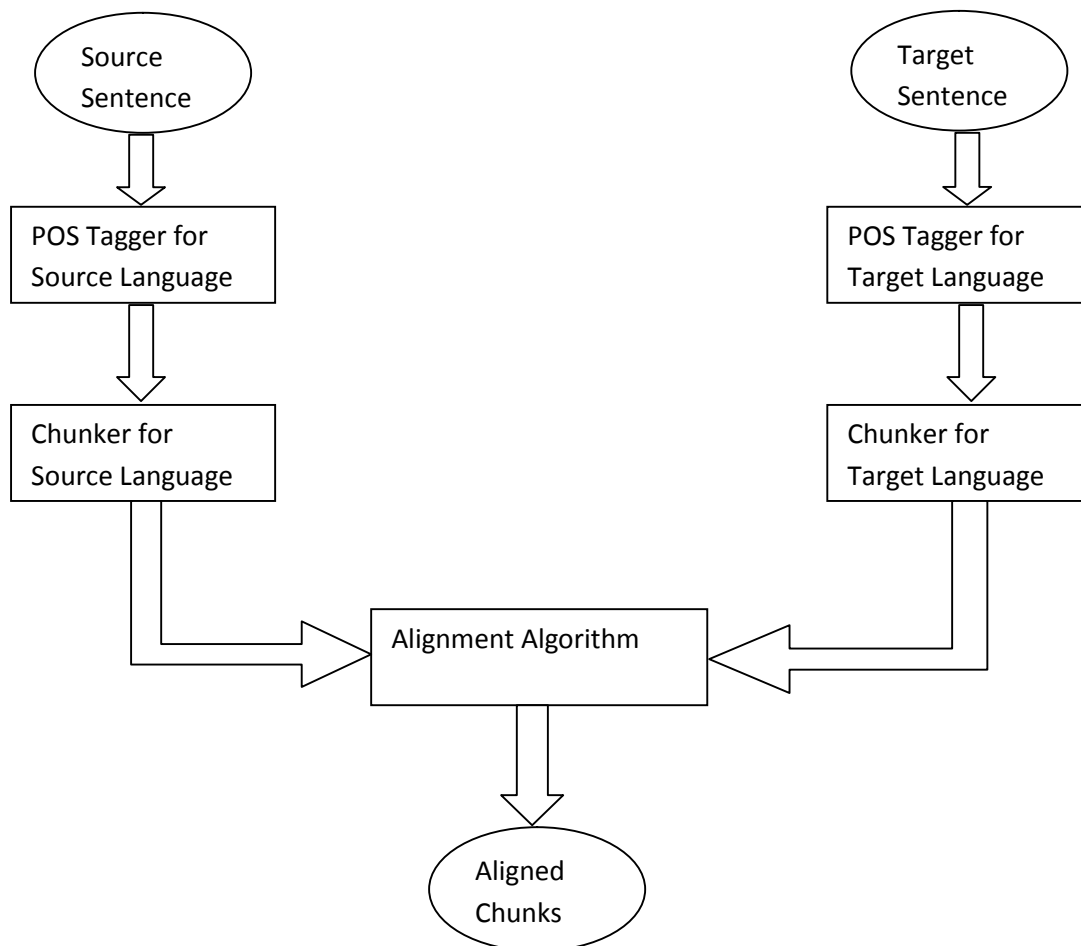 Source
Sentence
Target
Sentence
POS Tagger for
Source Language
POS Tagger for
Target Language
Chunker for
Source Language
Chunker for
Target Language
Alignment Algorithm
Aligned
Chunks